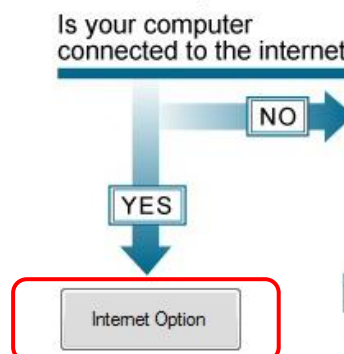 Is your computer
connected to the internet
NO
YES
Internet Option